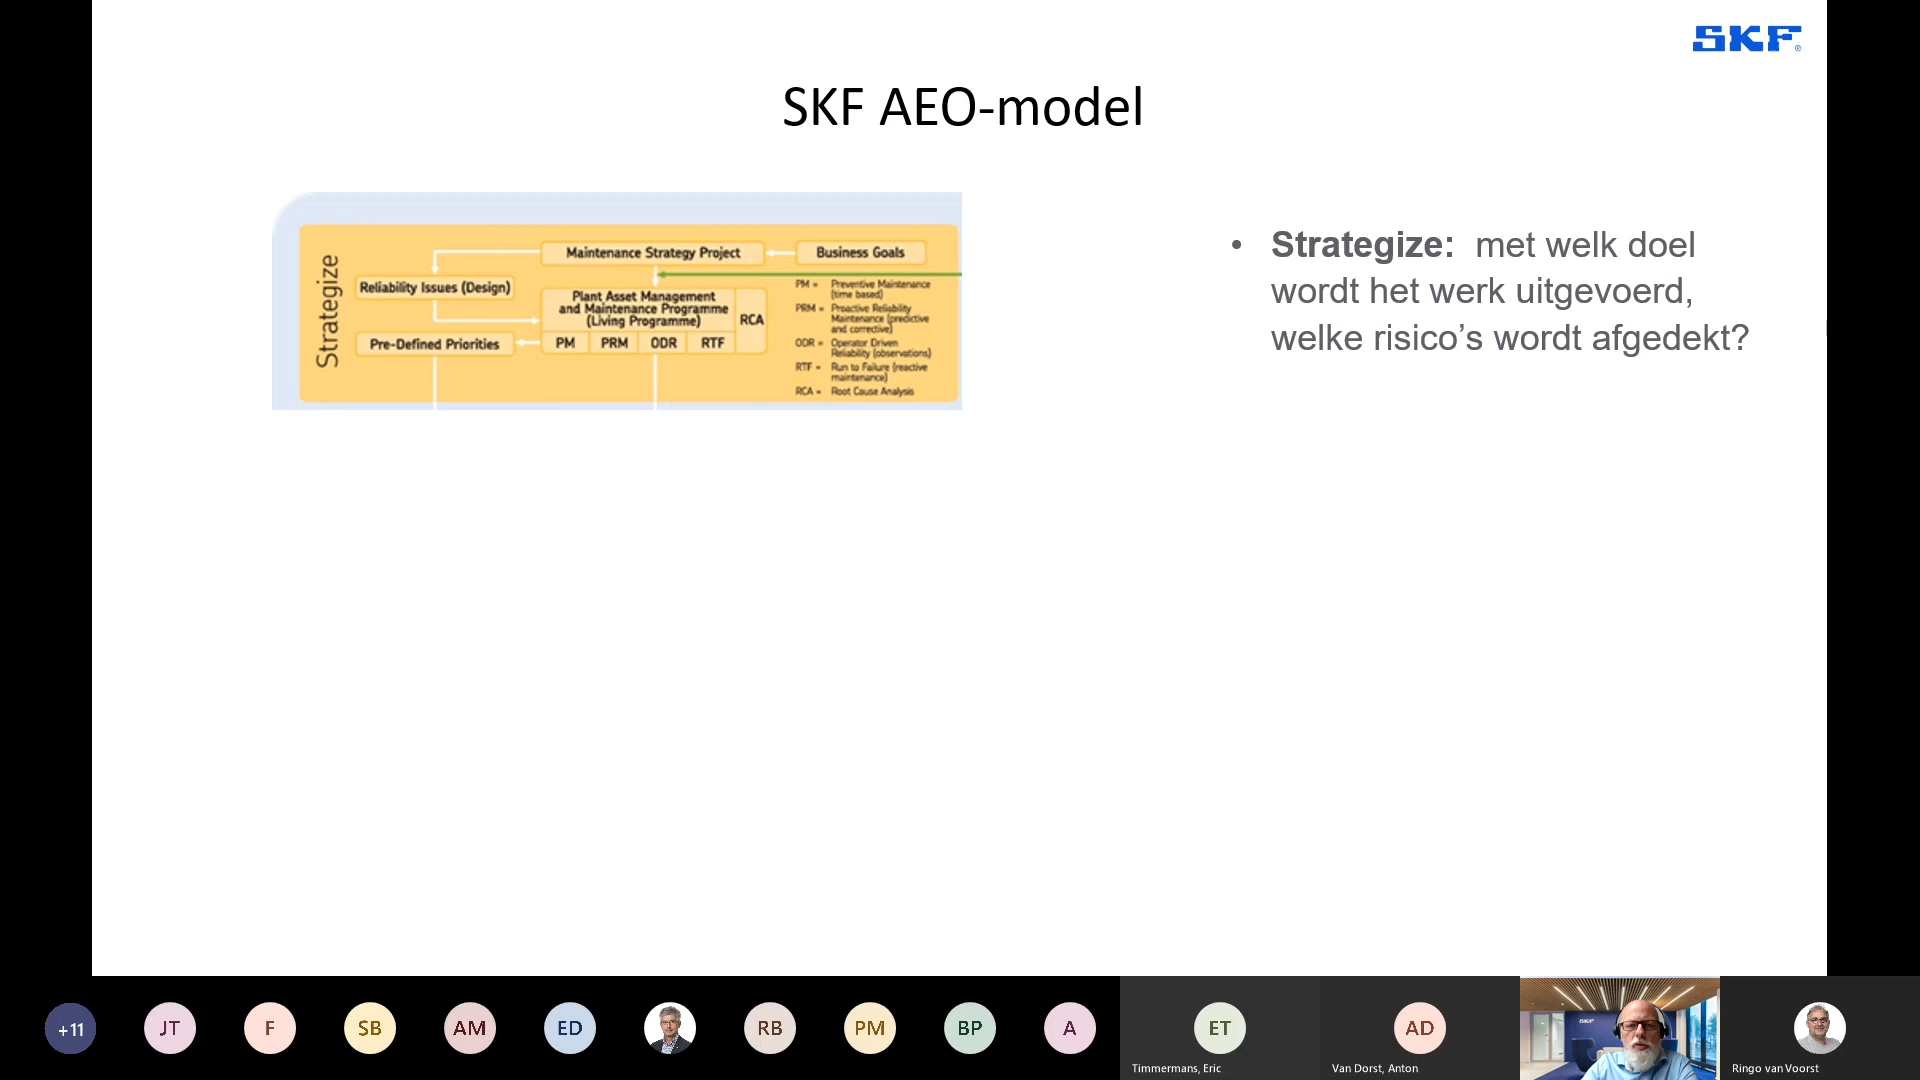 SKF
SKF AEO-model
Strategize
Maintenance Strategy Project
Business Goals
Reliability Issues (Design)
Plant Asset Management
and Maintenance Programme
(Living Programme)
RCA
Pre-Defined Priorities
PM PRM ODR RTF
PM = Preventive Maintenance
(time based)
PRM = Proactive Reliability
Maintenance (predictive
and corrective)
ODR = Operator Driven
Reliability (observations)
RTF = Run to Failure (reactive
maintenance)
RCA = Root Cause Analysis
• Strategize: met welk doel
wordt het werk uitgevoerd,
welke risico’s wordt afgedekt?
+11
JT
F
SB
AM
ED
RB
PM
BP
A
ET
Timmermans, Eric
AD
Van Dorst, Anton
SKF
Ringo van Voorst